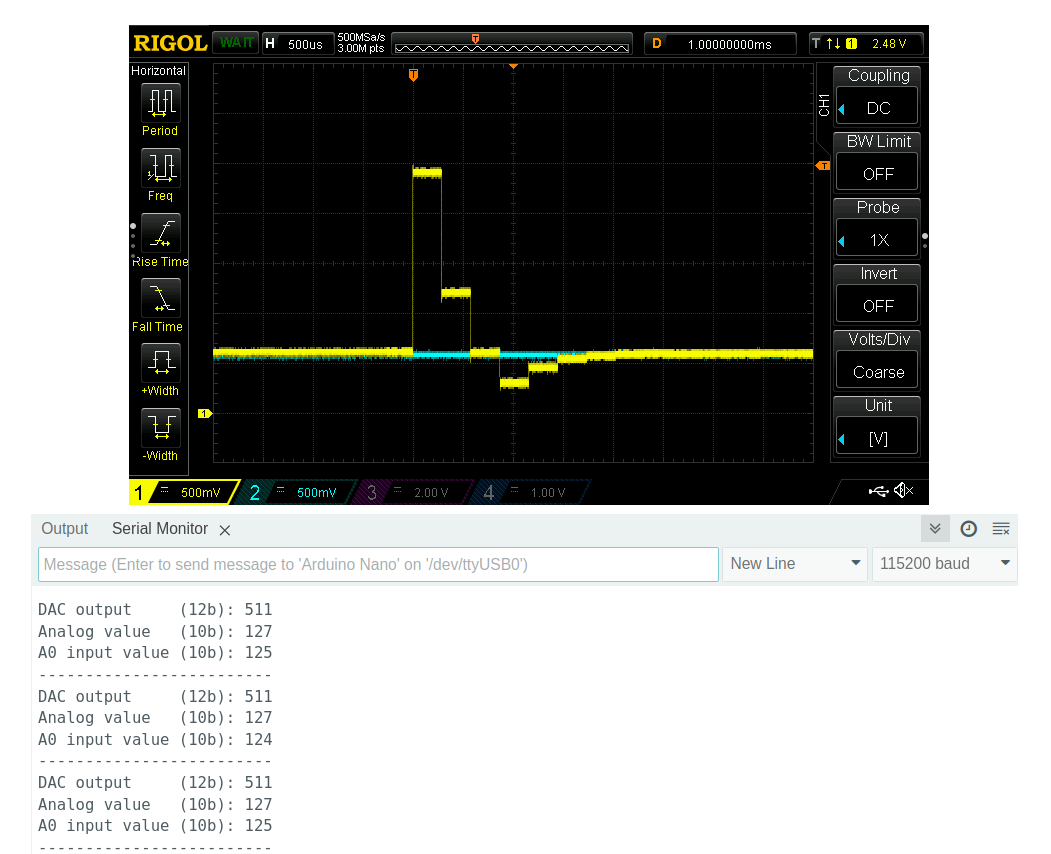 RIGOL WAIT H 500us 500MSa/s 3.00M pts T D 1.00000000ms T 1 2.48 V
Horizontal
Period
Freq
Rise Time
Fall Time
+Width
-Width
T
T
1
CH1
Coupling
DC
BW Limit
OFF
Probe
1X
Invert
OFF
Volts/Div
Coarse
Unit
[V]
1 500mV 2 500mV 3 2.00 V 4 1.00 V
Output Serial Monitor
Message (Enter to send message to 'Arduino Nano' on '/dev/ttyUSB0') New Line 115200 baud
DAC output (12b): 511
Analog value (10b): 127
A0 input value (10b): 125
-------------------------
DAC output (12b): 511
Analog value (10b): 127
A0 input value (10b): 124
-------------------------
DAC output (12b): 511
Analog value (10b): 127
A0 input value (10b): 125
-------------------------